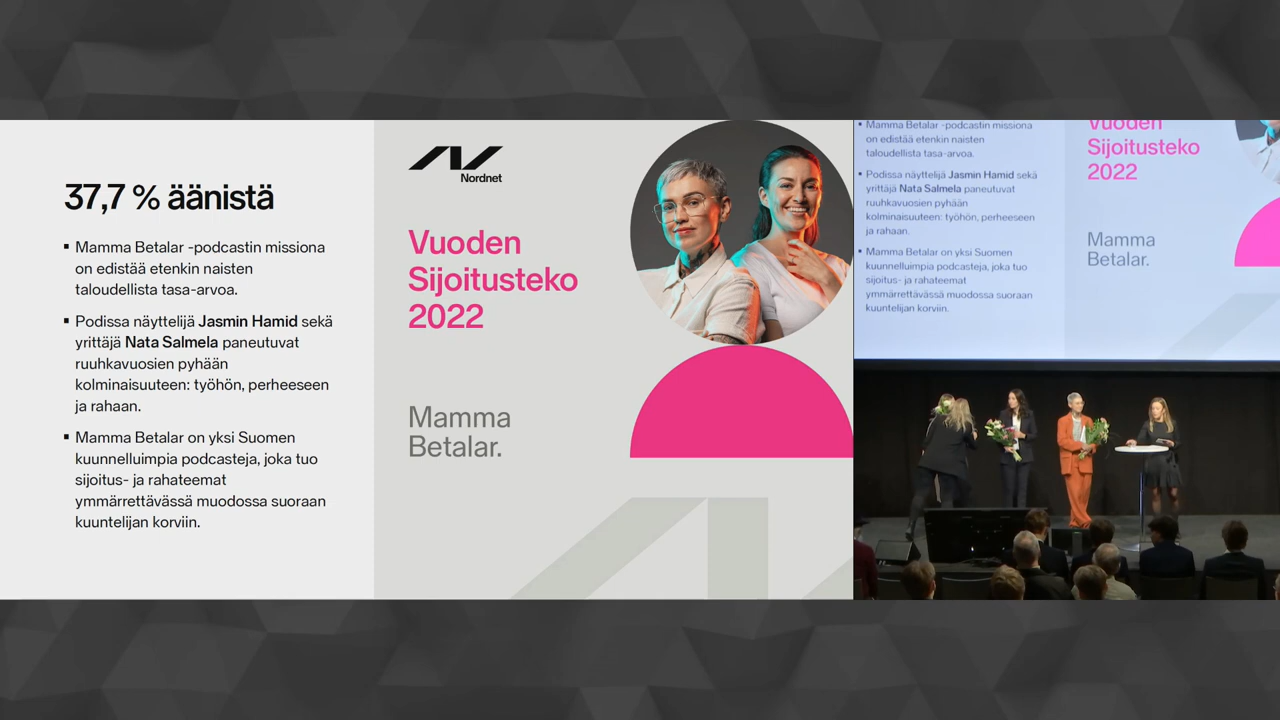 37,7 % äänistä
▪ Mamma Betalar -podcastin missiona
on edistää etenkin naisten
taloudellista tasa-arvoa.
▪ Podissa näyttelijä Jasmin Hamid sekä
yrittäjä Nata Salmela paneutuvat
ruuhkavuosien pyhään
kolminaisuuteen: työhön, perheeseen
ja rahaan.
▪ Mamma Betalar on yksi Suomen
kuunnelluimpia podcasteja, joka tuo
sijoitus- ja rahateemat
ymmärrettävässä muodossa suoraan
kuuntelijan korviin.
Nordnet
Vuoden
Sijoitusteko
2022
Mamma
Betalar.
▪ Mamma Betalar -podcastin missiona
on edistää etenkin naisten
taloudellista tasa-arvoa.
▪ Podissa näyttelijä Jasmin Hamid sekä
yrittäjä Nata Salmela paneutuvat
ruuhkavuosien pyhään
kolminaisuuteen: työhön, perheeseen
ja rahaan.
▪ Mamma Betalar on yksi Suomen
kuunnelluimpia podcasteja, joka tuo
sijoitus- ja rahateemat
ymmärrettävässä muodossa suoraan
kuuntelijan korviin.
Vuoden
Sijoitusteko
2022
Mamma
Betalar.